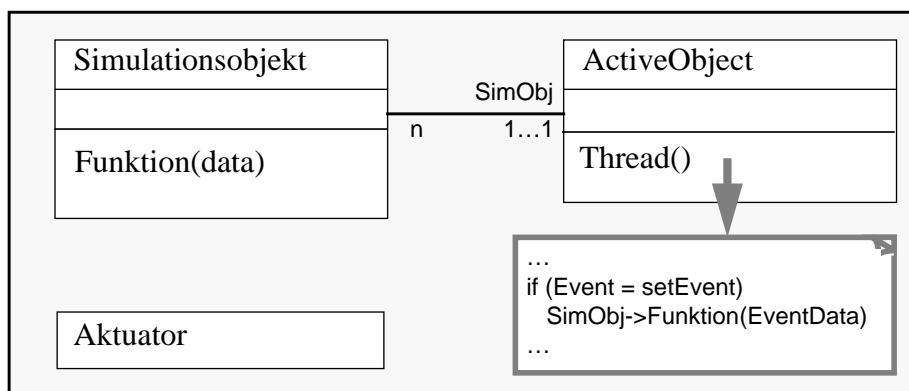 Simulationsobjekt
Funktion(data)
SimObj
n
1…1
ActiveObject
Thread()
…
if (Event = setEvent)
SimObj->Funktion(EventData)
…
Aktuator